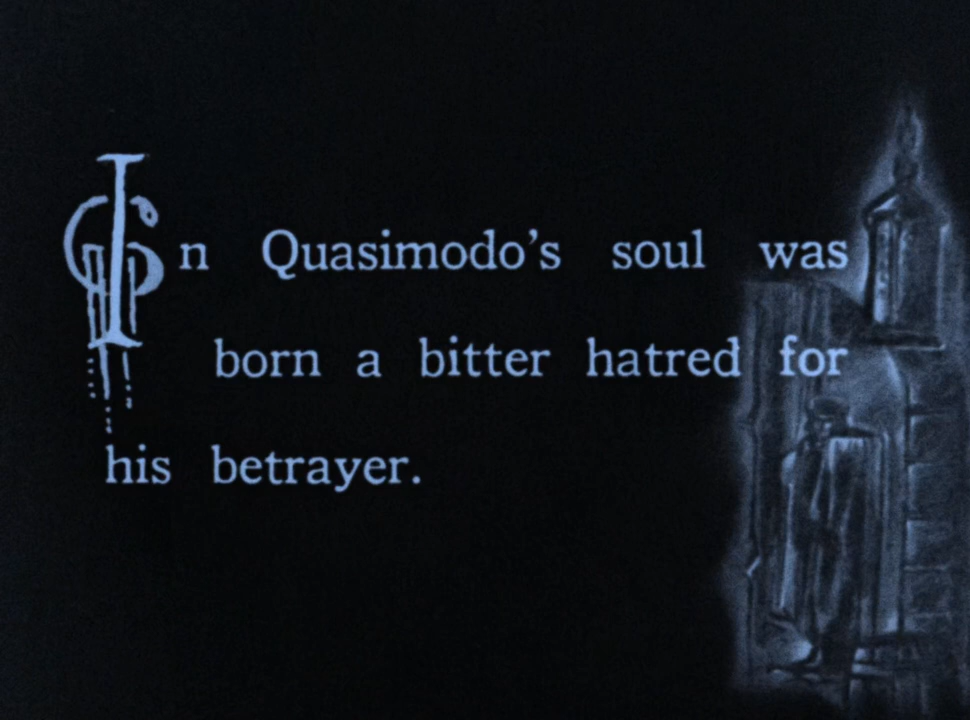 In Quasimodo's soul was
born a bitter hatred for
his betrayer.